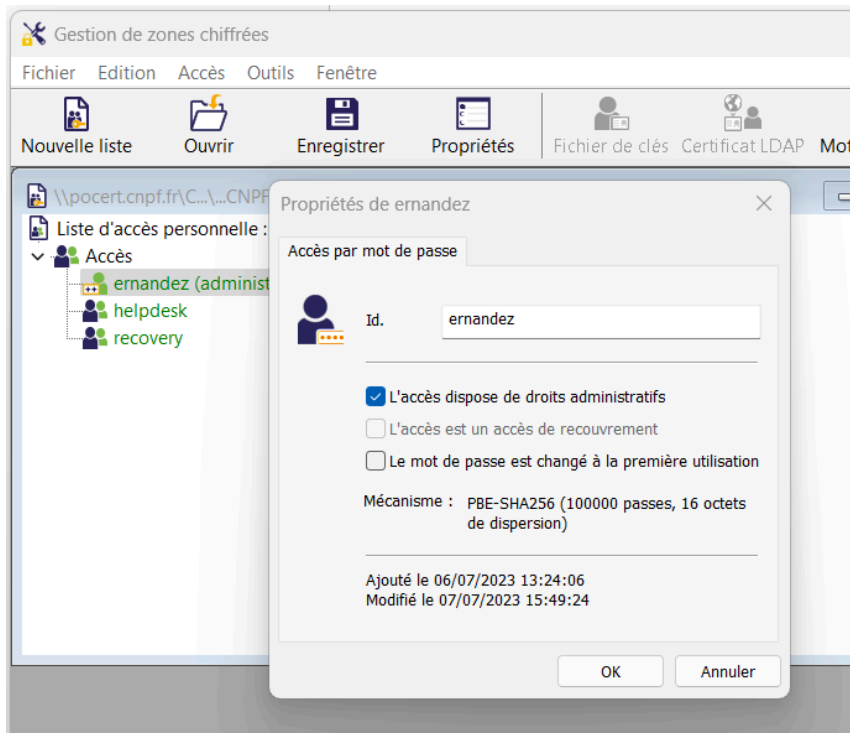 Gestion de zones chiffrées
Fichier Edition Accès Outils Fenêtre
Nouvelle liste Ouvrir Enregistrer Propriétés Fichier de clés Certificat LDAP Mot
\\pocert.cnpf.fr\C...\...CNPF
Liste d'accès personnelle :
Accès
ernandez (administ
helpdesk
recovery
Propriétés de ernandez
Accès par mot de passe
Id. ernandez
L'accès dispose de droits administratifs
L'accès est un accès de recouvrement
Le mot de passe est changé à la première utilisation
Mécanisme : PBE-SHA256 (100000 passes, 16 octets
de dispersion)
Ajouté le 06/07/2023 13:24:06
Modifié le 07/07/2023 15:49:24
OK Annuler